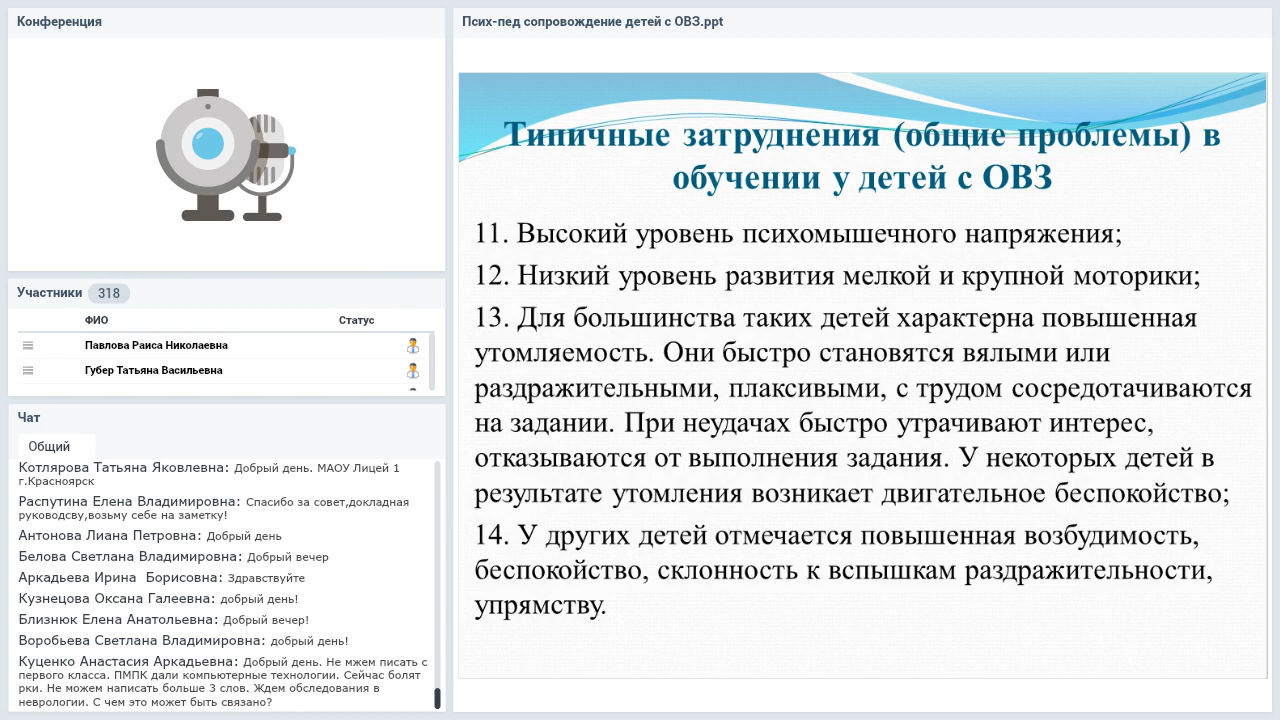 Конференция
Участники 318
ФИО Статус
Павлова Раиса Николаевна
Губер Татьяна Васильевна
Чат
Общий
Котлярова Татьяна Яковлевна: Добрый день. МАОУ Лицей 1
г.Красноярск
Распутина Елена Владимировна: Спасибо за совет,докладная
руководсву,возьму себе на заметку!
Антонова Лиана Петровна: Добрый день
Белова Светлана Владимировна: Добрый вечер
Аркадьева Ирина  Борисовна: Здравствуйте
Кузнецова Оксана Галеевна: добрый день!
Близнюк Елена Анатольевна: Добрый вечер!
Воробьева Светлана Владимировна: добрый день!
Куценко Анастасия Аркадьевна: Добрый день. Не мжем писать с
первого класса. ПМПК дали компьютерные технологии. Сейчас болят
рки. Не можем написать больше 3 слов. Ждем обследования в
неврологии. С чем это может быть связано?
Псих-пед сопровождение детей с ОВЗ.ppt
Типичные затруднения (общие проблемы) в
обучении у детей с ОВЗ
11. Высокий уровень психомышечного напряжения;
12. Низкий уровень развития мелкой и крупной моторики;
13. Для большинства таких детей характерна повышенная
утомляемость. Они быстро становятся вялыми или
раздражительными, плаксивыми, с трудом сосредотачиваются
на задании. При неудачах быстро утрачивают интерес,
отказываются от выполнения задания. У некоторых детей в
результате утомления возникает двигательное беспокойство;
14. У других детей отмечается повышенная возбудимость,
беспокойство, склонность к вспышкам раздражительности,
упрямству.